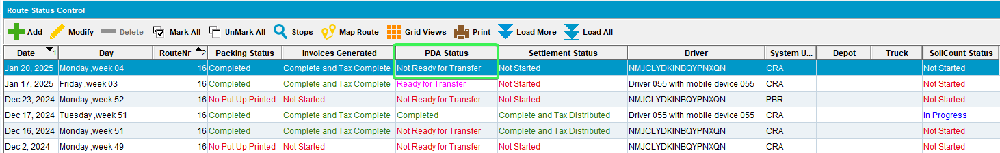 Route Status Control
Add Modify Delete Mark All UnMark All Stops Map Route Grid Views Print Load More Load All
Date 1 Day RouteNr 2 Packing Status Invoices Generated PDA Status Settlement Status Driver System U... Depot Truck SoilCount Status
Jan 20, 2025 Monday ,week 04 16 Completed Complete and Tax Complete Not Ready for Transfer Not Started NMJCLYDKINBQYPNXQN CRA Not Started
Jan 17, 2025 Friday ,week 03 16 Completed Complete and Tax Complete Ready for Transfer Not Started Driver 055 with mobile device 055 CRA Not Started
Dec 23, 2024 Monday ,week 52 16 No Put Up Printed Not Started Not Ready for Transfer Not Started NMJCLYDKINBQYPNXQN PBR Not Started
Dec 17, 2024 Tuesday ,week 51 16 Completed Complete and Tax Complete Completed Complete and Tax Distributed Driver 055 with mobile device 055 CRA In Progress
Dec 16, 2024 Monday ,week 51 16 Completed Complete and Tax Complete Not Ready for Transfer Complete and Tax Distributed NMJCLYDKINBQYPNXQN CRA Not Started
Dec 2, 2024 Monday ,week 49 16 No Put Up Printed Not Started Not Ready for Transfer Not Started NMJCLYDKINBQYPNXQN CRA Not Started